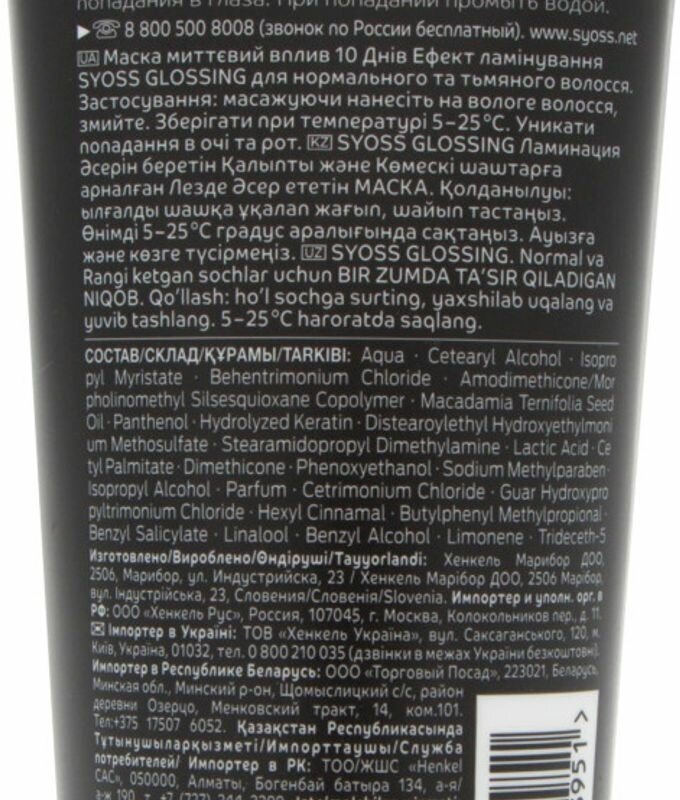 попадания в глаза. При попадании промыть водой.
8 800 500 8008 (звонок по России бесплатный). www.syoss.net
UA Маска миттєвий вплив 10 Днів Ефект ламінування
SYOSS GLOSSING для нормального та тьмяного волосся.
Застосування: масажуючи нанесіть на вологе волосся,
змийте. Зберігати при температурі 5–25°C. Уникати
попадання в очі та рот. KZ SYOSS GLOSSING Ламинация
Әсерін беретін Қалыпты және Көмескі шаштарға
арналған Лезде Әсер ететін МАСКА. Қолданылуы:
ылғалды шашқа ұқалап жағып, шайып тастаңыз.
Өнімді 5–25°C градус аралығында сақтаңыз. Ауызға
және көзге түсірмеңіз. UZ SYOSS GLOSSING. Normal va
Rangi ketgan sochlar uchun BIR ZUMDA TA'SIR QILADIGAN
NIQOB. Qo'llash: ho'l sochga surting, yaxshilab uqalang va
yuvib tashlang. 5–25°C haroratda saqlang.
СОСТАВ/СКЛАД/ҚҰРАМЫ/TARKIBI: Aqua · Cetearyl Alcohol · Isopro
pyl Myristate · Behentrimonium Chloride · Amodimethicone/Mor
pholinomethyl Silsesquioxane Copolymer · Macadamia Ternifolia Seed
Oil · Panthenol · Hydrolyzed Keratin · Distearoylethyl Hydroxyethylmoni
um Methosulfate · Stearamidopropyl Dimethylamine · Lactic Acid · Ce
tyl Palmitate · Dimethicone · Phenoxyethanol · Sodium Methylparaben ·
Isopropyl Alcohol · Parfum · Cetrimonium Chloride · Guar Hydroxypro
pyltrimonium Chloride · Hexyl Cinnamal · Butylphenyl Methylpropional ·
Benzyl Salicylate · Linalool · Benzyl Alcohol · Limonene · Trideceth-5
Изготовлено/Вироблено/Өндіруші/Tayyorlandi: Хенкель Марибор ДОО,
2506, Марибор, ул. Индустрийска, 23 / Хенкель Марібор ДОО, 2506 Марібор,
вул. Індустрійська, 23, Словения/Словенія/Slovenia. Импортер и уполн. орг. в
РФ: ООО «Хенкель Рус», Россия, 107045, г. Москва, Колокольников пер., д. 11.
Імпортер в Україні: ТОВ «Хенкель Україна», вул. Саксаганського, 120, м.
Київ, Україна, 01032, тел. 0 800 210 035 (дзвінки в межах України безкоштовні).
Импортер в Республике Беларусь: ООО «Торговый Посад», 223021, Беларусь,
Минская обл., Минский р-он, Щомыслицкий с/с, район
деревни Озерцо, Менковский тракт, 14, ком.101.
Тел:+375 17507 6052. Қазақстан Республикасында
Тұтынушыларқызметі/Импорттаушы/Служба
потребителей/ Импортер в РК: ТОО/ЖШС «Henkel
САС», 050000, Алматы, Богенбай батыра 134, а-я/
а-ж 190, т +7 (727)
951 >